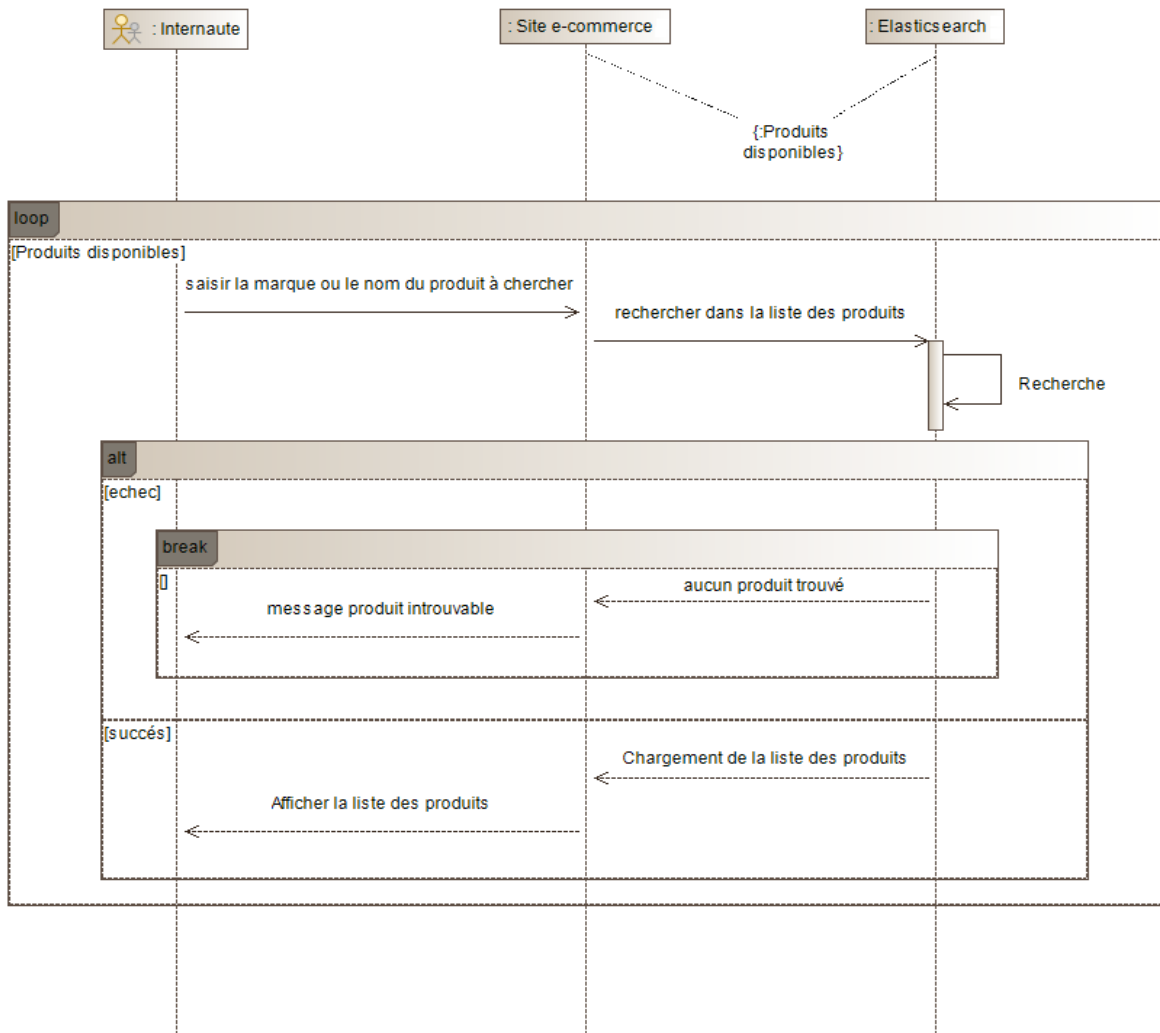 : Internaute
: Site e-commerce
: Elasticsearch
{:Produits
disponibles}
loop
[Produits disponibles]
saisir la marque ou le nom du produit à chercher
rechercher dans la liste des produits
Recherche
alt
[echec]
break
[]
aucun produit trouvé
message produit introuvable
[succés]
Chargement de la liste des produits
Afficher la liste des produits